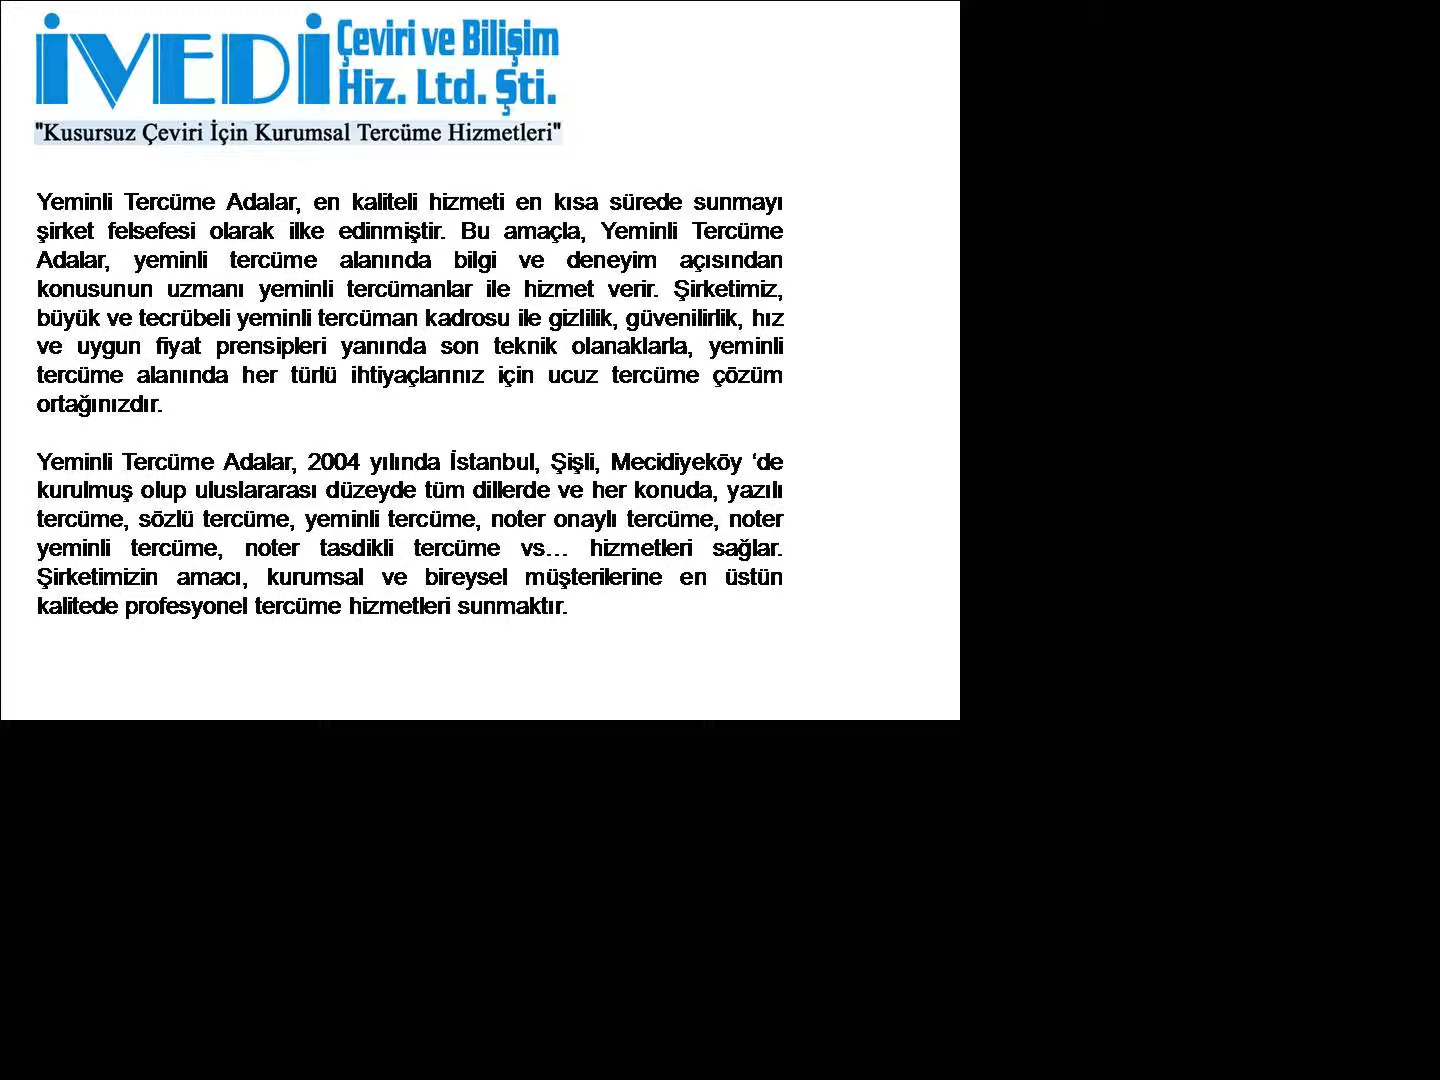 İVEDİ Çeviri ve Bilişim
Hiz. Ltd. Şti.
"Kusursuz Çeviri İçin Kurumsal Tercüme Hizmetleri"
Yeminli Tercüme Adalar, en kaliteli hizmeti en kısa sürede sunmayı
şirket felsefesi olarak ilke edinmiştir. Bu amaçla, Yeminli Tercüme
Adalar, yeminli tercüme alanında bilgi ve deneyim açısından
konusunun uzmanı yeminli tercümanlar ile hizmet verir. Şirketimiz,
büyük ve tecrübeli yeminli tercüman kadrosu ile gizlilik, güvenilirlik, hız
ve uygun fiyat prensipleri yanında son teknik olanaklarla, yeminli
tercüme alanında her türlü ihtiyaçlarınız için ucuz tercüme çözüm
ortağınızdır.
Yeminli Tercüme Adalar, 2004 yılında İstanbul, Şişli, Mecidiyeköy ‘de
kurulmuş olup uluslararası düzeyde tüm dillerde ve her konuda, yazılı
tercüme, sözlü tercüme, yeminli tercüme, noter onaylı tercüme, noter
yeminli tercüme, noter tasdikli tercüme vs… hizmetleri sağlar.
Şirketimizin amacı, kurumsal ve bireysel müşterilerine en üstün
kalitede profesyonel tercüme hizmetleri sunmaktır.